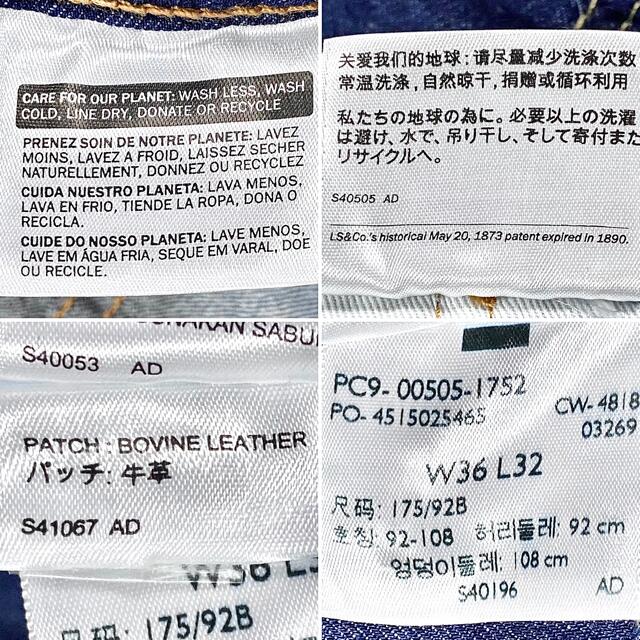 CARE FOR OUR PLANET: WASH LESS, WASH
COLD, LINE DRY, DONATE OR RECYCLE
PRENEZ SOIN DE NOTRE PLANETE: LAVEZ
MOINS, LAVEZ A FROID, LAISSEZ SECHER
NATURELLEMENT, DONNEZ OU RECYCLEZ
CUIDA NUESTRO PLANETA: LAVA MENOS,
LAVA EN FRIO, TIENDE LA ROPA, DONA O
RECICLA.
CUIDE DO NOSSO PLANETA: LAVE MENOS,
LAVE EM ÁGUA FRIA, SEQUE EM VARAL, DOE
OU RECICLE.
关爱我们的地球:请尽量减少洗涤次数
常温洗涤,自然晾干,捐赠或循环利用
私たちの地球の為に。必要以上の洗濯
は避け、水で、吊り干し、そして寄付また
リサイクルへ。
S40505 AD
LS&Co.'s historical May 20, 1873 patent expired in 1890.
S40053 AD
PATCH : BOVINE LEATHER
パッチ: 牛革
S41067 AD
W36
尺码: 175/92B
PC9- 00505-1752
PO- 4515025465
CW- 4818
03269
W36 L32
尺码: 175/92B
호칭: 92-108 허리둘레: 92 cm
엉덩이둘레: 108 cm
S40196 AD